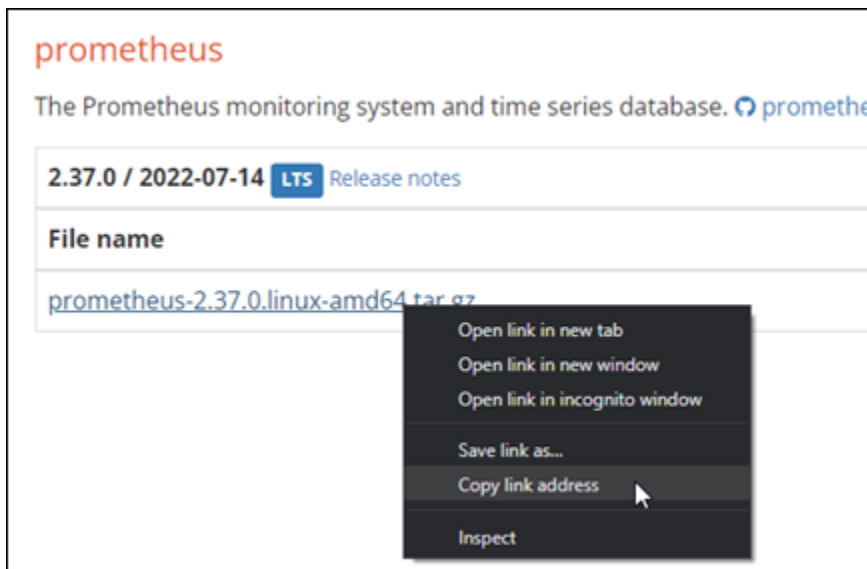 prometheus
The Prometheus monitoring system and time series database. promethe
2.37.0 / 2022-07-14 LTS Release notes
File name
prometheus-2.37.0.linux-amd64.tar.gz
Open link in new tab
Open link in new window
Open link in incognito window
Save link as...
Copy link address
Inspect